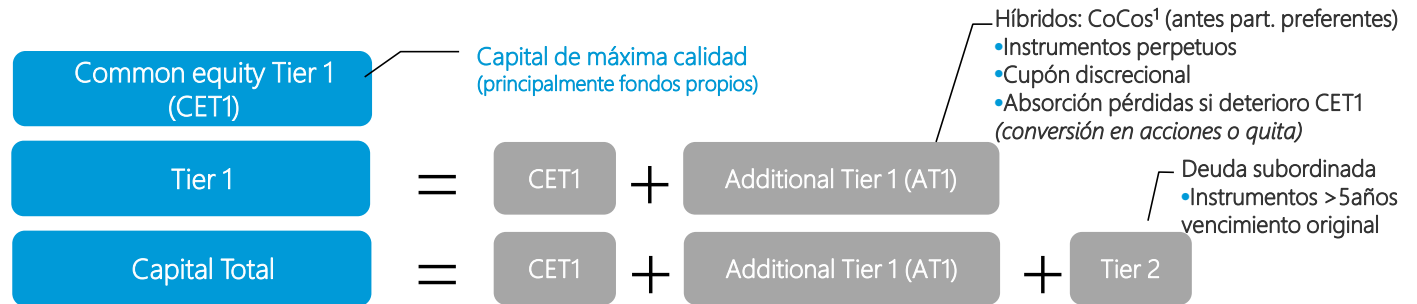 Híbridos: CoCos¹ (antes part. preferentes)
•Instrumentos perpetuos
•Cupón discrecional
•Absorción pérdidas si deterioro CET1
(conversión en acciones o quita)
Capital de máxima calidad
(principalmente fondos propios)
Common equity Tier 1
(CET1)
Deuda subordinada
•Instrumentos >5años
vencimiento original
Tier 1 = CET1 + Additional Tier 1 (AT1)
Capital Total = CET1 + Additional Tier 1 (AT1) + Tier 2